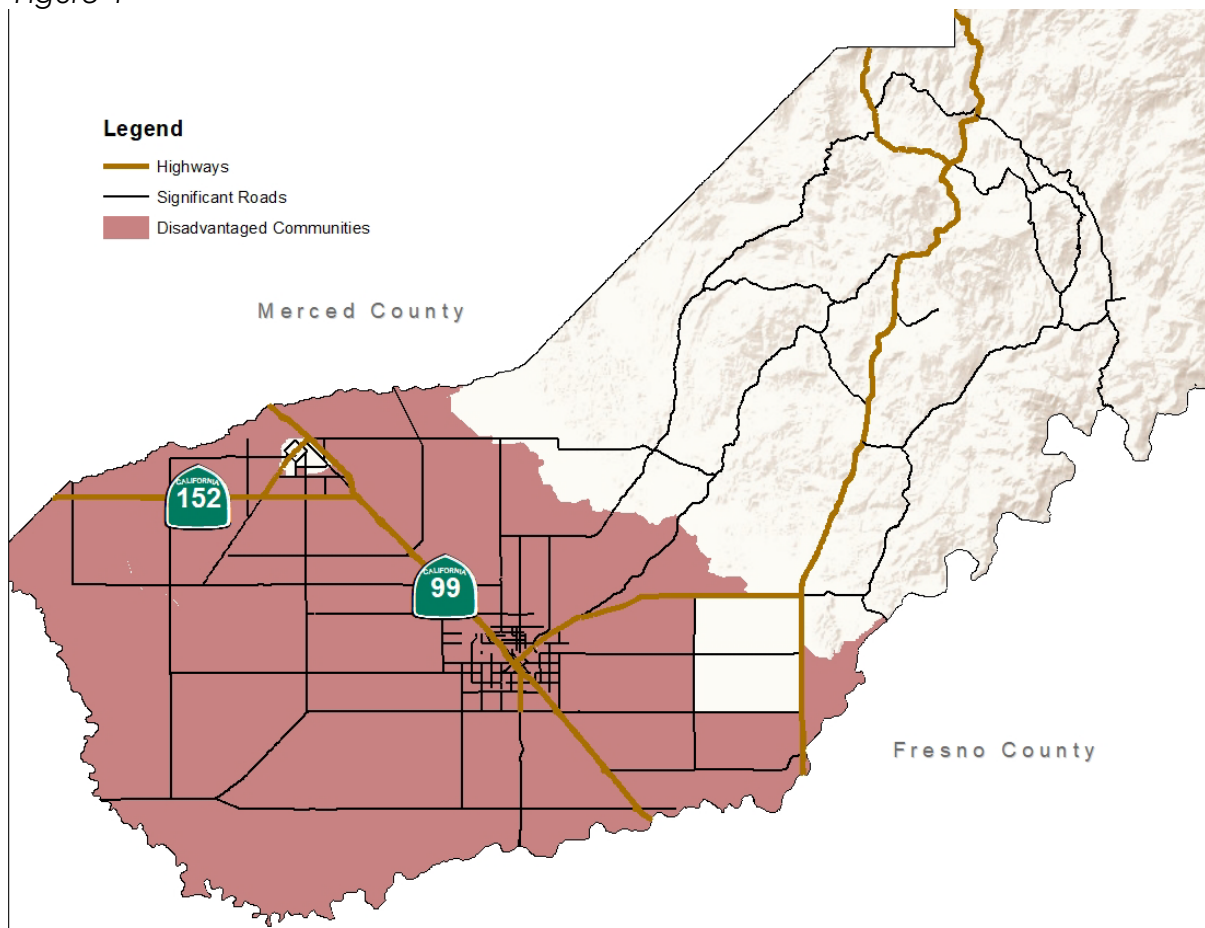 Legend
Highways
Significant Roads
Disadvantaged Communities
Merced County
CALIFORNIA
152
CALIFORNIA
99
Fresno County